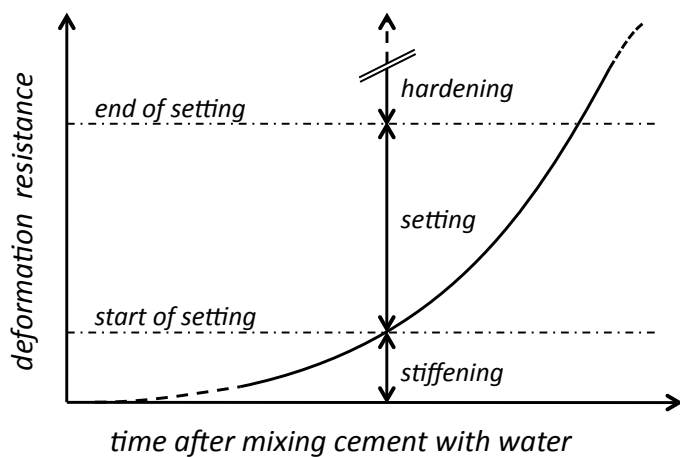 hardening
end of setting
setting
start of setting
stiffening
deformation resistance
time after mixing cement with water